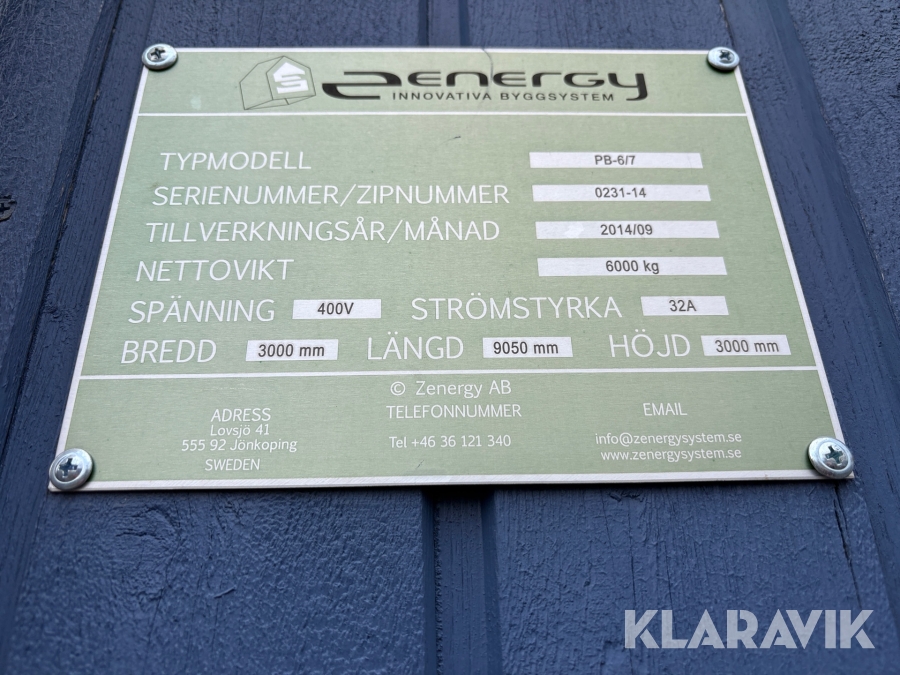 ZENERGY
INNOVATIVA BYGGSYSTEM
TYPMODELL PB-6/7
SERIENUMMER/ZIPNUMMER 0231-14
TILLVERKNINGSÅR/MÅNAD 2014/09
NETTOVIKT 6000 kg
SPÄNNING 400V STRÖMSTYRKA 32A
BREDD 3000 mm LÄNGD 9050 mm HÖJD 3000 mm
© Zenergy AB
ADRESS
Lovsjö 41
555 92 Jönkoping
SWEDEN
TELEFONNUMMER
Tel +46 36 121 340
EMAIL
info@zenergysystem.se
www.zenergysystem.se
KLARAVIK